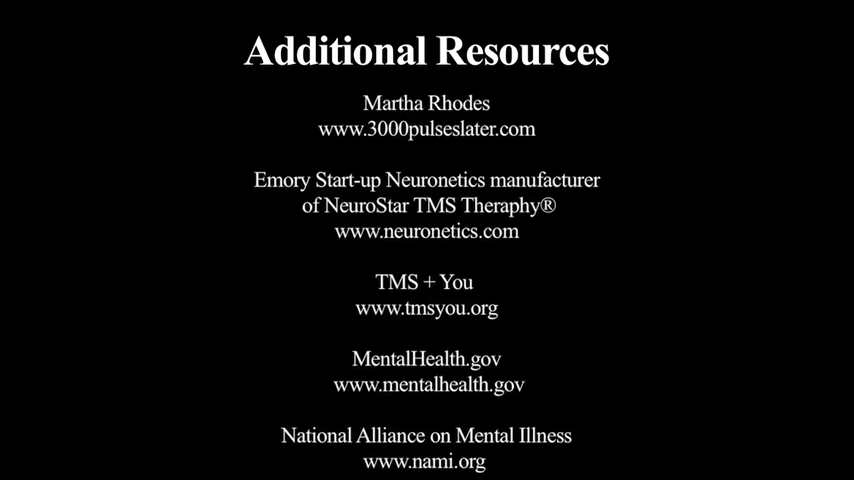 Additional Resources
Martha Rhodes
www.3000pulseslater.com
Emory Start-up Neuronetics manufacturer
of NeuroStar TMS Theraphy®
www.neuronetics.com
TMS + You
www.tmsyou.org
MentalHealth.gov
www.mentalhealth.gov
National Alliance on Mental Illness
www.nami.org